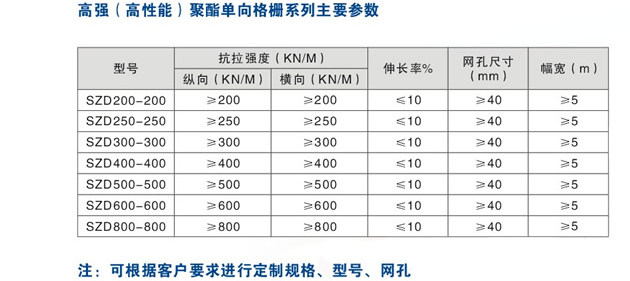 高强（高性能）聚酯单向格栅系列主要参数
型号 抗拉强度（KN/M） 伸长率% 网孔尺寸（mm） 幅宽（m）
纵向（KN/M） 横向（KN/M）
SZD200-200 ≥200 ≥200 ≤10 ≥40 ≥5
SZD250-250 ≥250 ≥250 ≤10 ≥40 ≥5
SZD300-300 ≥300 ≥300 ≤10 ≥40 ≥5
SZD400-400 ≥400 ≥400 ≤10 ≥40 ≥5
SZD500-500 ≥500 ≥500 ≤10 ≥40 ≥5
SZD600-600 ≥600 ≥600 ≤10 ≥40 ≥5
SZD800-800 ≥800 ≥800 ≤10 ≥40 ≥5
注：可根据客户要求进行定制规格、型号、网孔